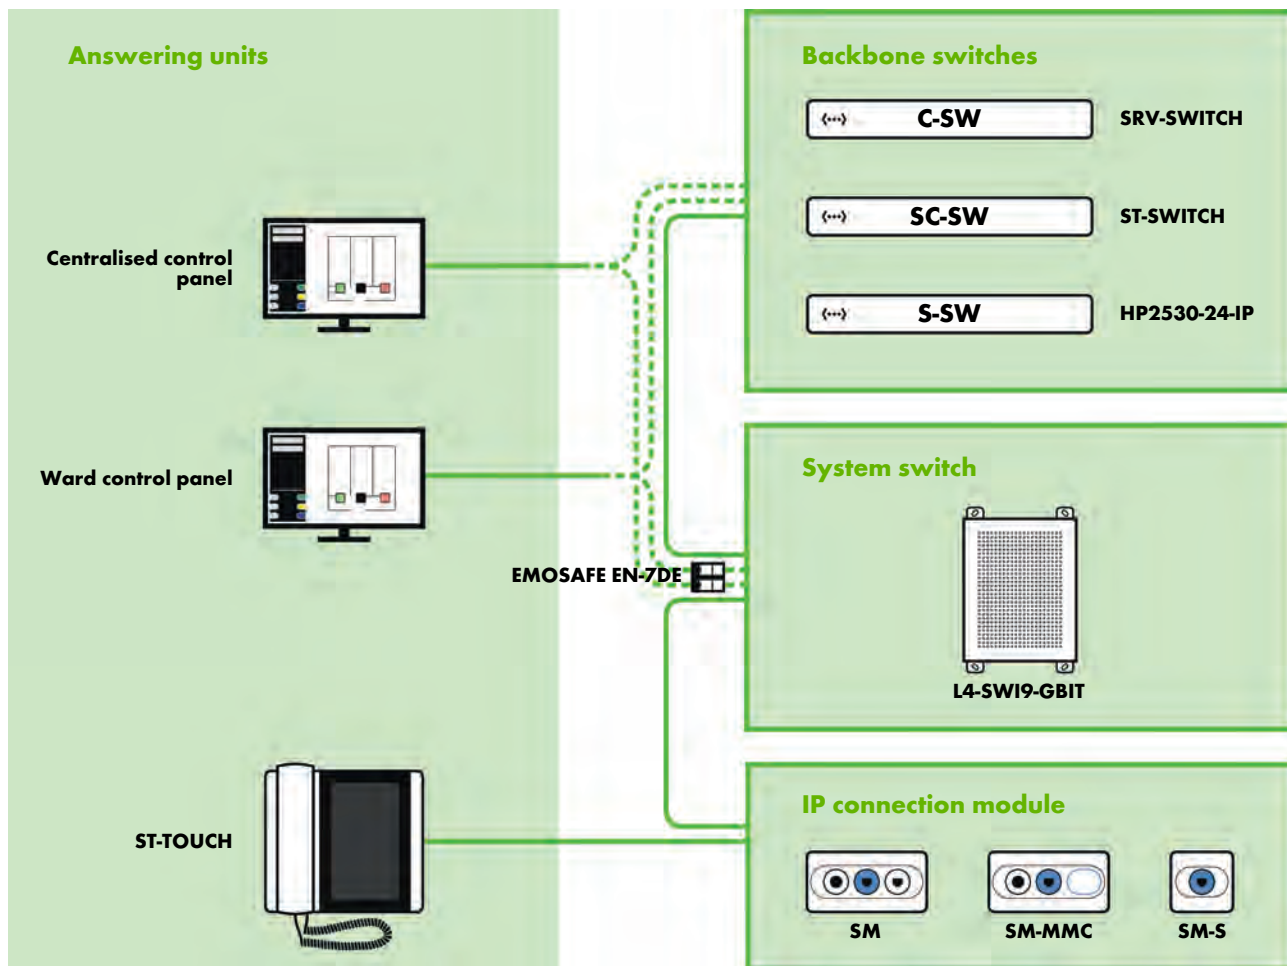 Answering units
Centralised control
panel
Ward control panel
EMOSAFE EN-7DE
ST-TOUCH
Backbone switches
C-SW
SRV-SWITCH
SC-SW
ST-SWITCH
S-SW
HP2530-24-IP
System switch
L4-SWI9-GBIT
IP connection module
SM
SM-MMC
SM-S